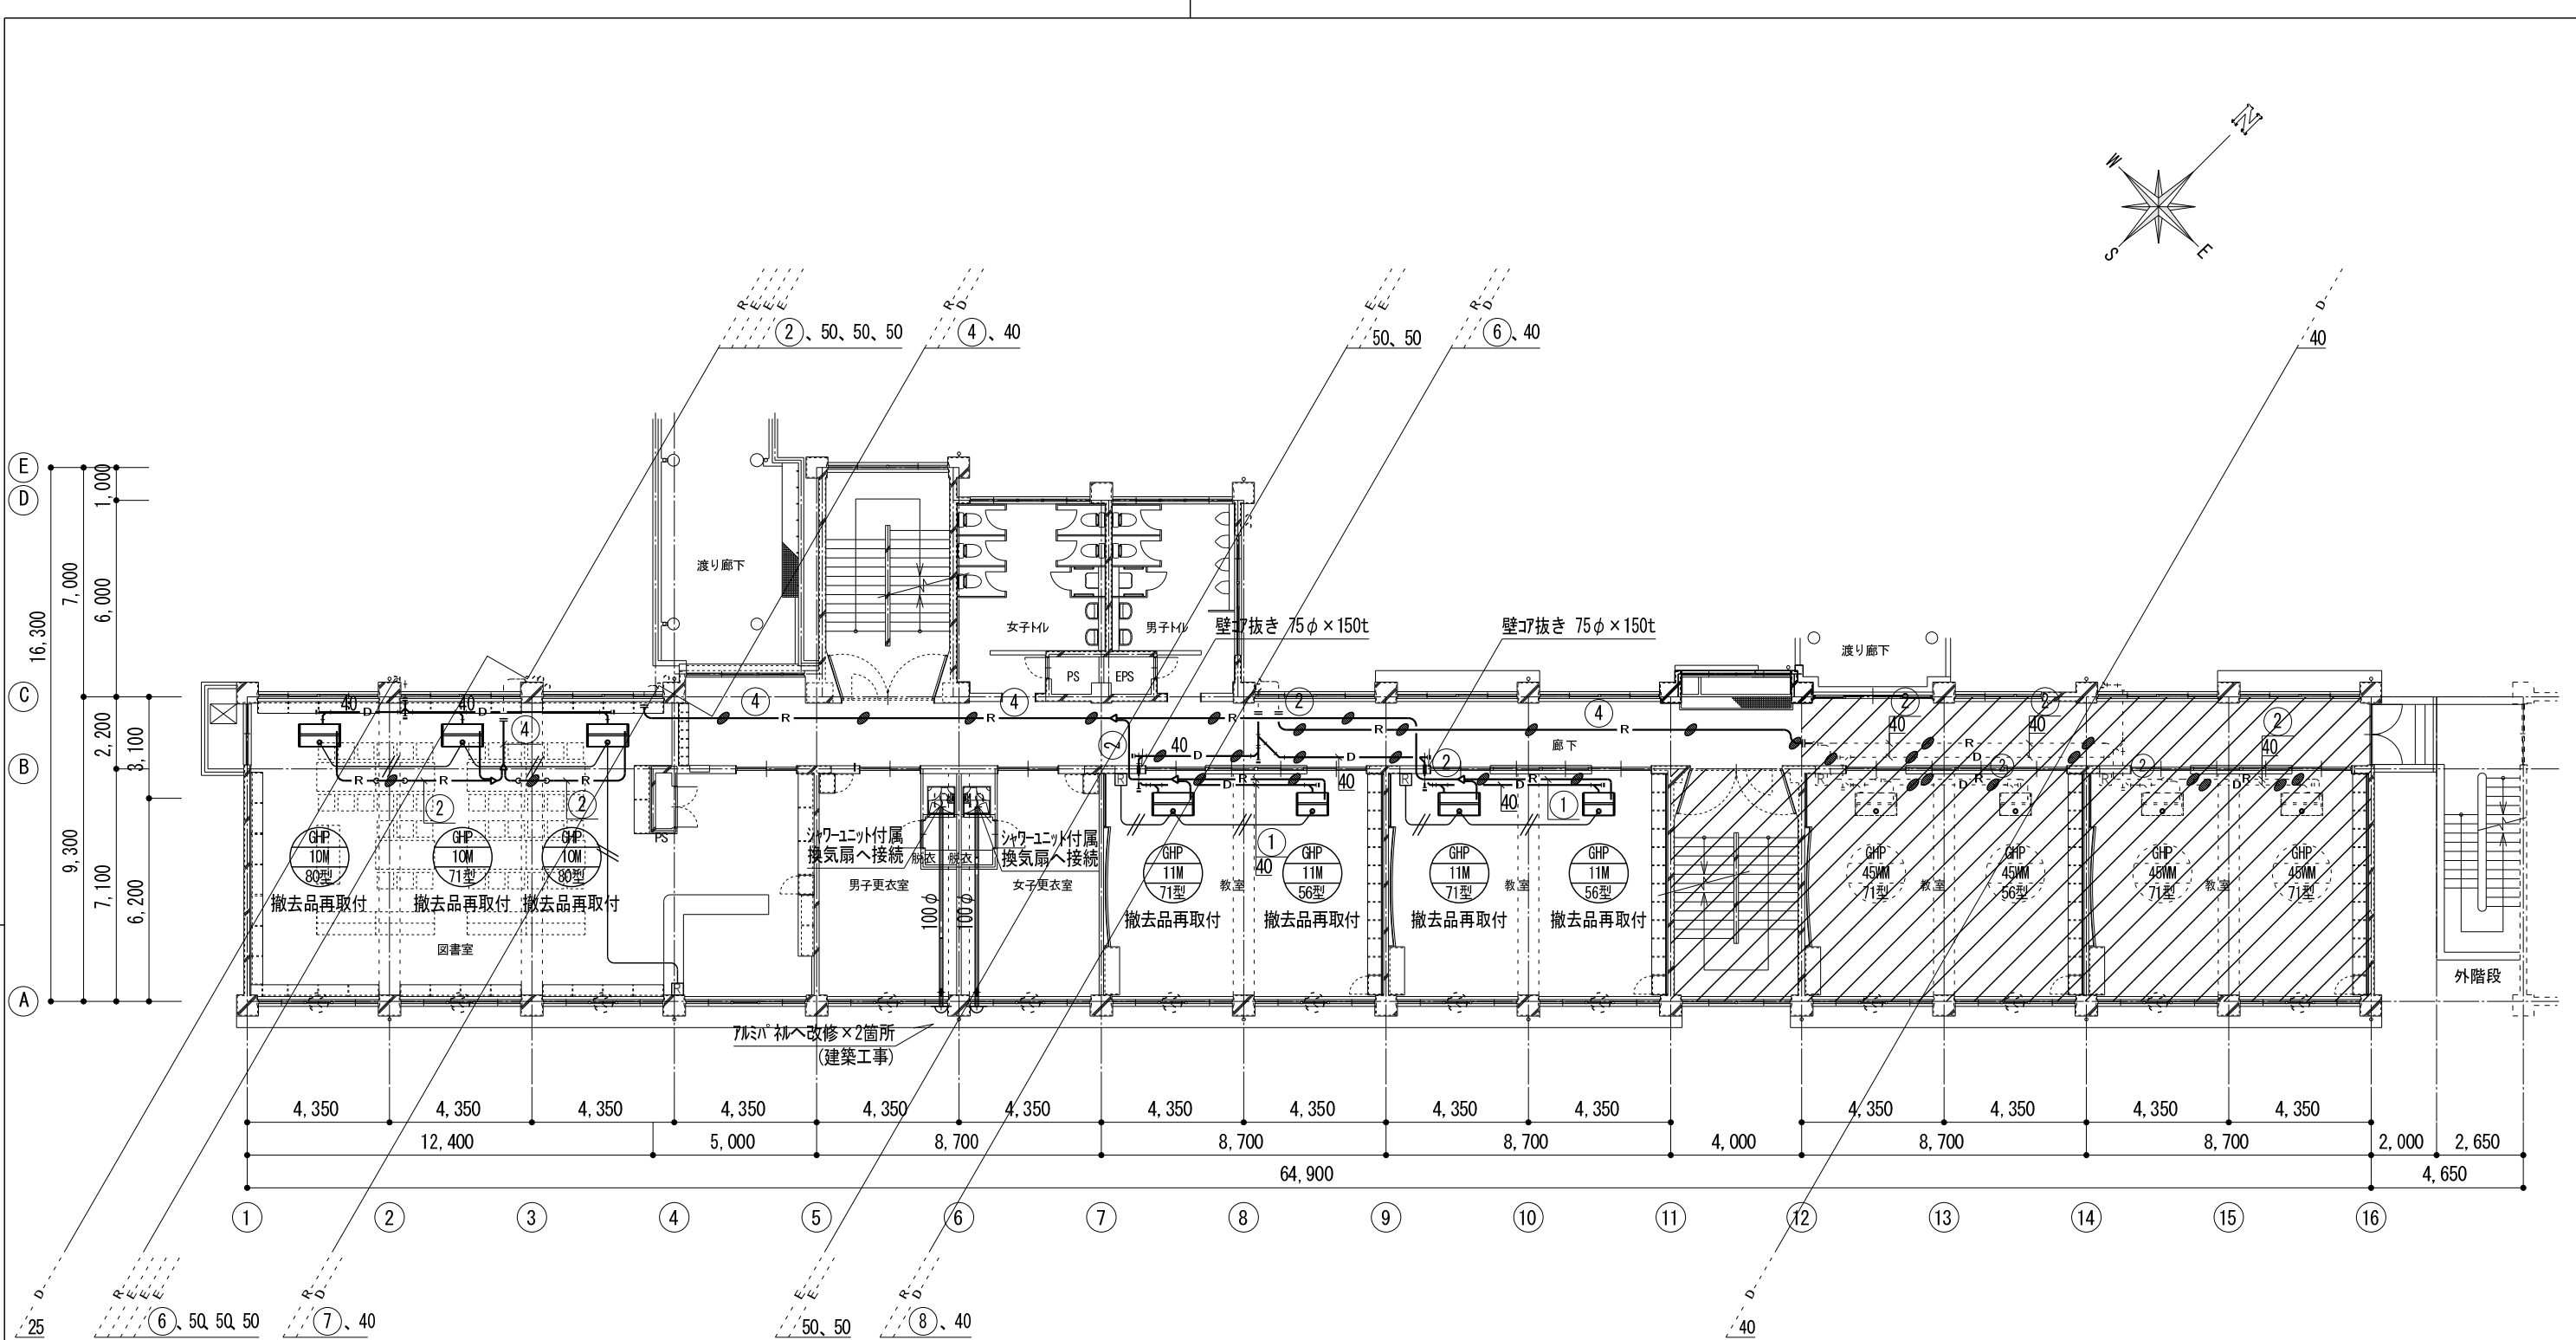 N
W
S
E
R
E
E
E
②、50、50、50
R
D
④、40
E
E
50、50
R
D
⑥、40
D
40
E
D
C
B
A
16,300
7,000
1,000
6,000
9,300
2,200
3,100
7,100
6,200
渡り廊下
女子トイレ
男子トイレ
PS
EPS
壁コア抜き 75φ×150t
壁コア抜き 75φ×150t
渡り廊下
40
D
40
D
④
④
R
R
R
②
④
R
R
廊下
②
40
②
40
②
40
R
D
②
②
R
D
②
40
D
D
40
②
R
②
R
②
R
D
R
D
40
①
①
40
R
R
R
R
PS
GHP
10M
80型
撤去品再取付
GHP
10M
71型
撤去品再取付
GHP
10M
80型
撤去品再取付
図書室
R
シャワーユニット付属
換気扇へ接続
脱衣
脱衣
シャワーユニット付属
換気扇へ接続
男子更衣室
女子更衣室
100φ
100φ
GHP
11M
71型
撤去品再取付
教室
GHP
11M
56型
撤去品再取付
GHP
11M
71型
撤去品再取付
教室
GHP
11M
56型
撤去品再取付
GHP
45WM
71型
教室
GHP
45WM
56型
GHP
45WM
71型
教室
GHP
45WM
71型
外階段
アルミパネルへ改修×2箇所
(建築工事)
4,350 4,350 4,350 4,350 4,350 4,350 4,350 4,350 4,350 4,350 4,350 4,350 4,350 4,350
12,400 5,000 8,700 8,700 8,700 4,000 8,700 8,700 2,000 2,650
64,900 4,650
① ② ③ ④ ⑤ ⑥ ⑦ ⑧ ⑨ ⑩ ⑪ ⑫ ⑬ ⑭ ⑮ ⑯
D
25
R
E
E
E
⑥、50、50、50
R
D
⑦、40
E
E
50、50
R
D
⑧、40
D
40